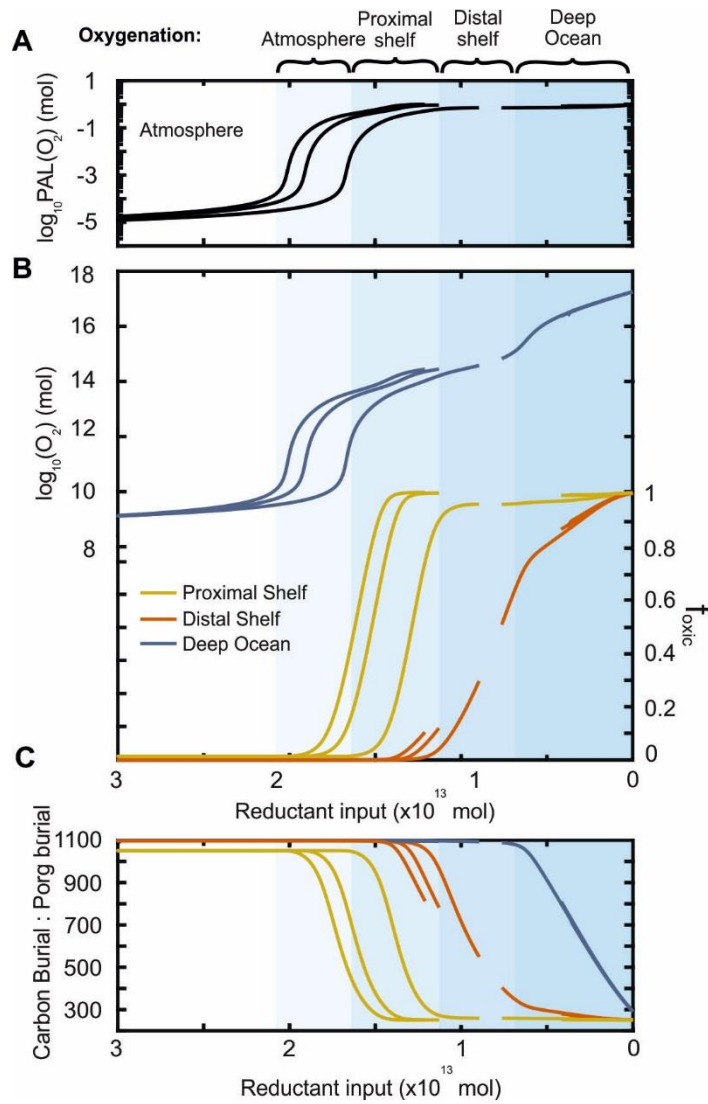 A
Oxygenation:
Atmosphere
Proximal
shelf
Distal
shelf
Deep
Ocean
log10PAL(O2) (mol)
1
-1
-3
-5
Atmosphere
B
log10(O2) (mol)
18
16
14
12
10
8
1
0.8
0.6
0.4
0.2
0
foxic
Proximal Shelf
Distal Shelf
Deep Ocean
3
2
1
0
Reductant input (x10^13 mol)
C
Carbon Burial : Porg burial
1100
900
700
500
300
3
2
1
0
Reductant input (x10^13 mol)